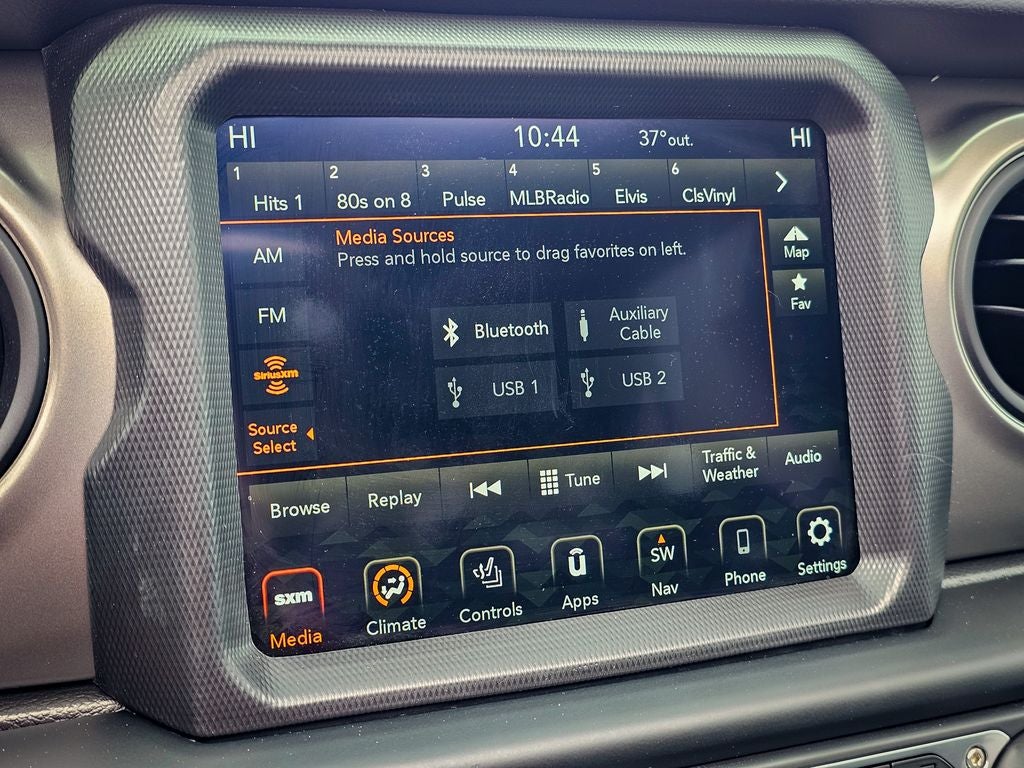 HI 10:44 37°out. HI
1 2 3 4 5 6
Hits 1 80s on 8 Pulse MLBRadio Elvis ClsVinyl
Media Sources
Press and hold source to drag favorites on left.
AM
FM
SiriusXM
Source
Select
Bluetooth
Auxiliary
Cable
USB 1
USB 2
Map
Fav
Browse
Replay
Tune
Traffic &
Weather
Audio
sxm
Media
Climate
Controls
û
Apps
SW
Nav
Phone
Settings